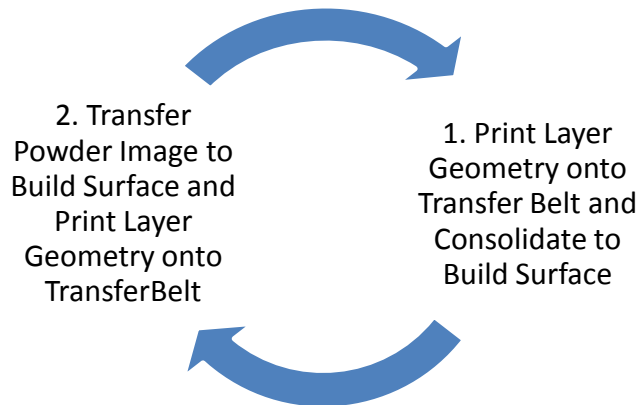 2. Transfer
Powder Image to
Build Surface and
Print Layer
Geometry onto
TransferBelt
1. Print Layer
Geometry onto
Transfer Belt and
Consolidate to
Build Surface